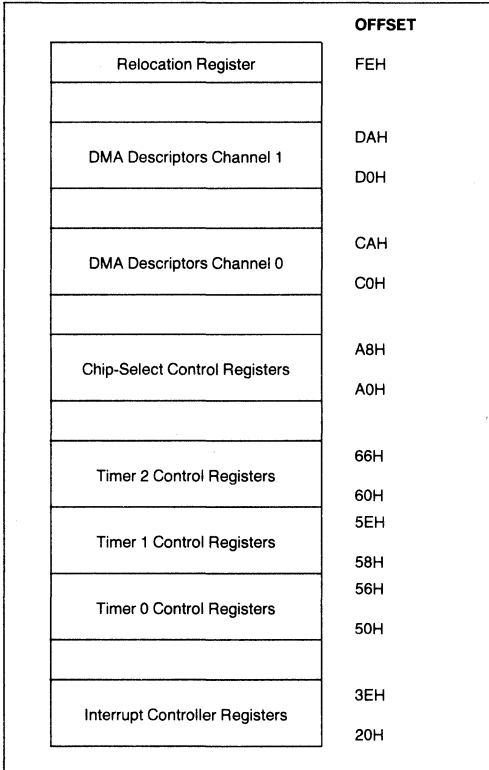 OFFSET
Relocation Register FEH
DAH
DMA Descriptors Channel 1
D0H
CAH
DMA Descriptors Channel 0
C0H
A8H
Chip-Select Control Registers
A0H
66H
Timer 2 Control Registers
60H
5EH
Timer 1 Control Registers
58H
56H
Timer 0 Control Registers
50H
3EH
Interrupt Controller Registers
20H